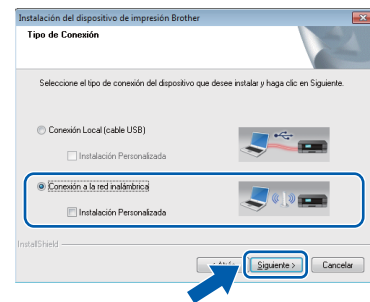 Instalación del dispositivo de impresión Brother
Tipo de Conexión
Seleccione el tipo de conexión del dispositivo que desee instalar y haga clic en Siguiente.
Conexión Local (cable USB)
Instalación Personalizada
Conexión a la red inalámbrica
Instalación Personalizada
InstallShield
Siguiente > Cancelar